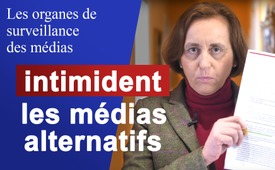 Les organes de
surveillance
des médias
intimident
les médias
alternatifs